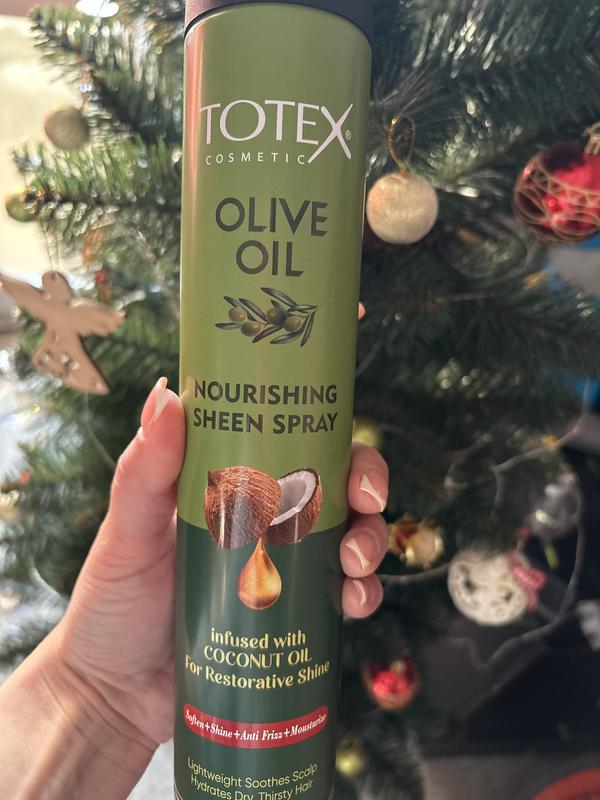 TOTEX®
COSMETIC
OLIVE
OIL
NOURISHING
SHEEN SPRAY
infused with
COCONUT OIL
For Restorative Shine
Soften+Shine+Anti Frizz+Mousturize
Lightweight Soothes Scalp
Hydrates Dry, Thirsty Hair